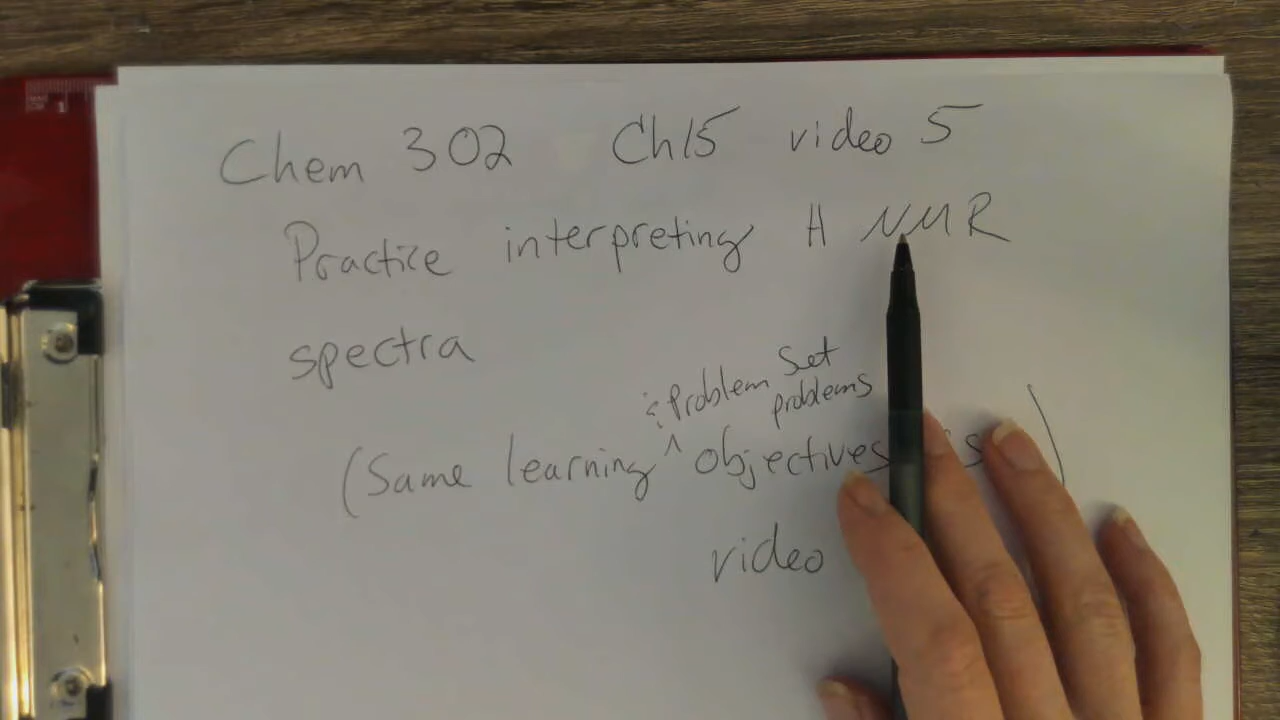 Chem 302 Ch15 video 5
Practice interpreting H NMR
spectra
& Problem set
problems
(Same learning ^ objectives
video